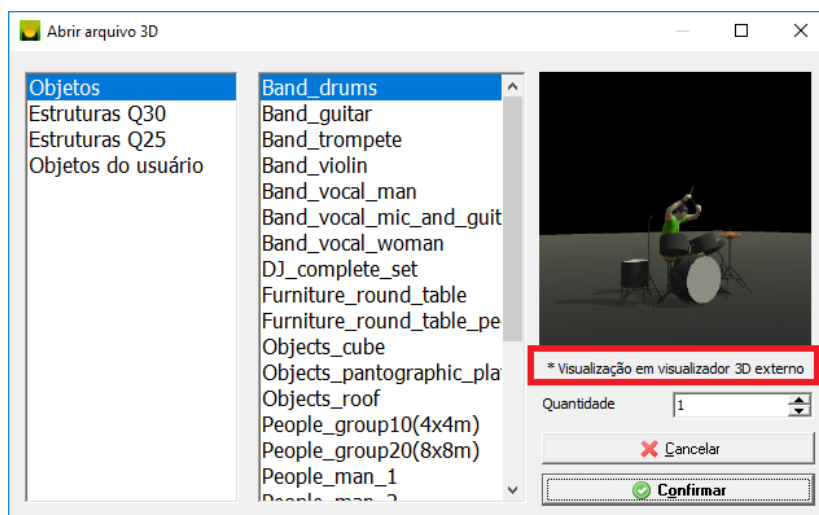 Abrir arquivo 3D
Objetos
Estruturas Q30
Estruturas Q25
Objetos do usuário
Band_drums
Band_guitar
Band_trompete
Band_violin
Band_vocal_man
Band_vocal_mic_and_guit
Band_vocal_woman
DJ_complete_set
Furniture_round_table
Furniture_round_table_pe
Objects_cube
Objects_pantographic_pla
Objects_roof
People_group10(4x4m)
People_group20(8x8m)
People_man_1
People_man_2
* Visualização em visualizador 3D externo
Quantidade
1
Cancelar
Confirmar